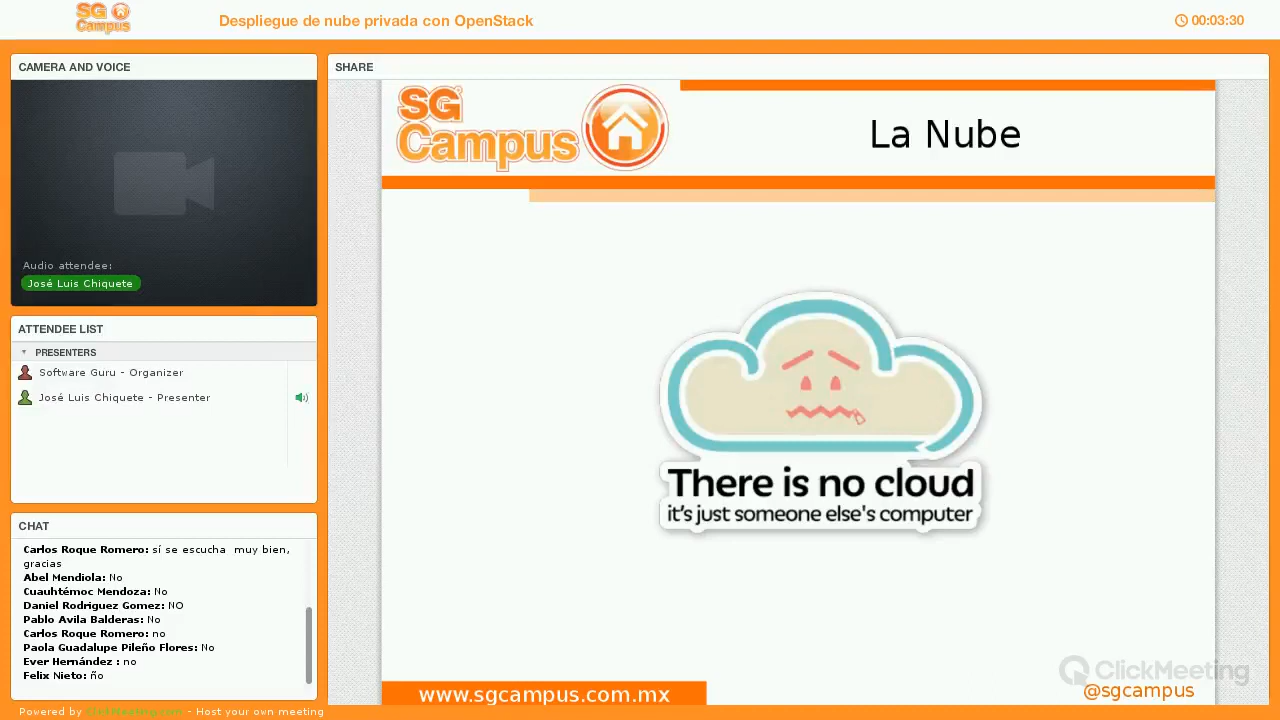 SG Campus
Despliegue de nube privada con OpenStack
00:03:30
CAMERA AND VOICE
Audio attendee:
José Luis Chiquete
ATTENDEE LIST
PRESENTERS
Software Guru - Organizer
José Luis Chiquete - Presenter
CHAT
Carlos Roque Romero: sí se escucha muy bien,
gracias
Abel Mendiola: No
Cuauhtémoc Mendoza: No
Daniel Rodriguez Gomez: NO
Pablo Avila Balderas: No
Carlos Roque Romero: no
Paola Guadalupe Pileño Flores: No
Ever Hernández : no
Felix Nieto: ño
Powered by ClickMeeting.com - Host your own meeting
SHARE
SG
Campus
La Nube
There is no cloud
it's just someone else's computer
www.sgcampus.com.mx
ClickMeeting
@sgcampus